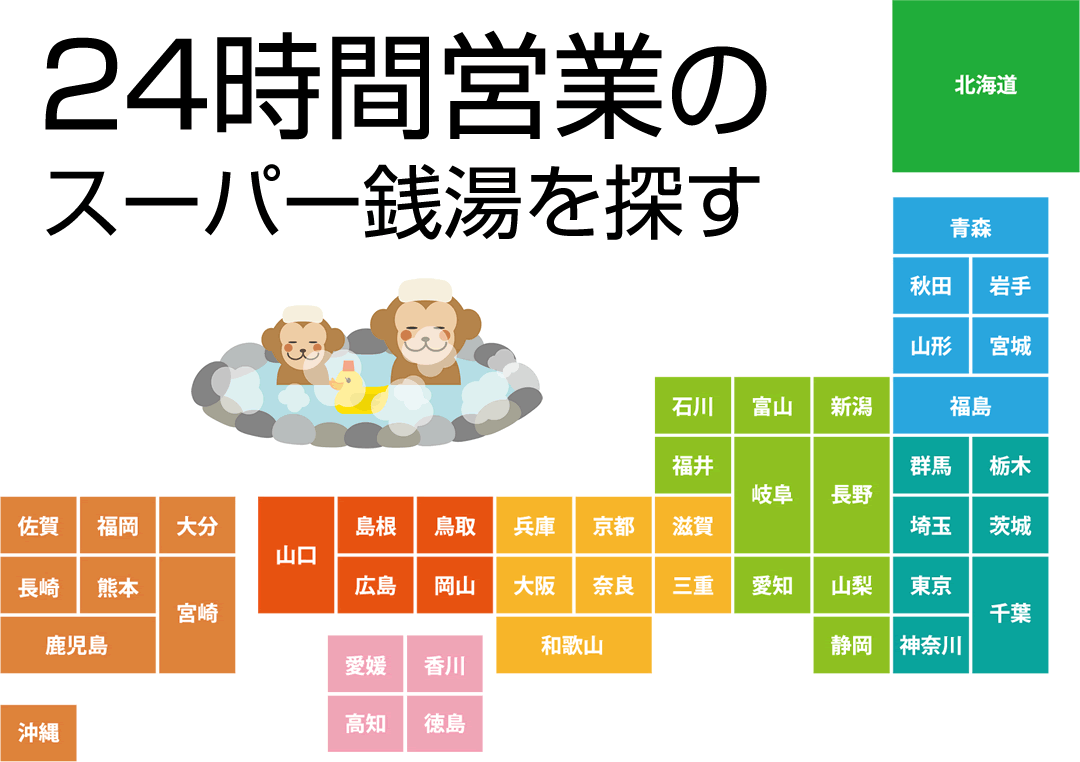 24時間営業の
スーパー銭湯を探す
北海道
青森
秋田 岩手
山形 宮城
石川 富山 新潟 福島
福井 岐阜 長野 群馬 栃木
佐賀 福岡 大分 山口 島根 鳥取 兵庫 京都 滋賀 埼玉 茨城
長崎 熊本 宮崎 広島 岡山 大阪 奈良 三重 愛知 山梨 東京 千葉
鹿児島 和歌山 静岡 神奈川
愛媛 香川
高知 徳島
沖縄